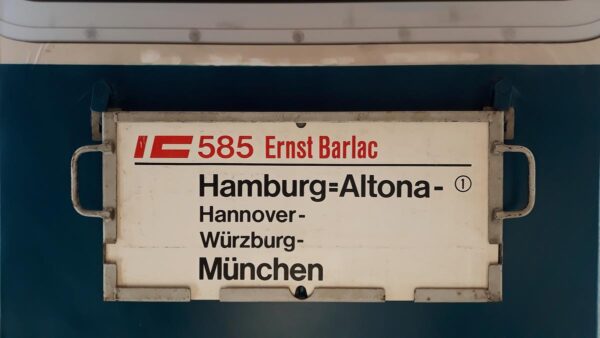 IC 585 Ernst Barlac
Hamburg=Altona- ①
Hannover-
Würzburg-
München